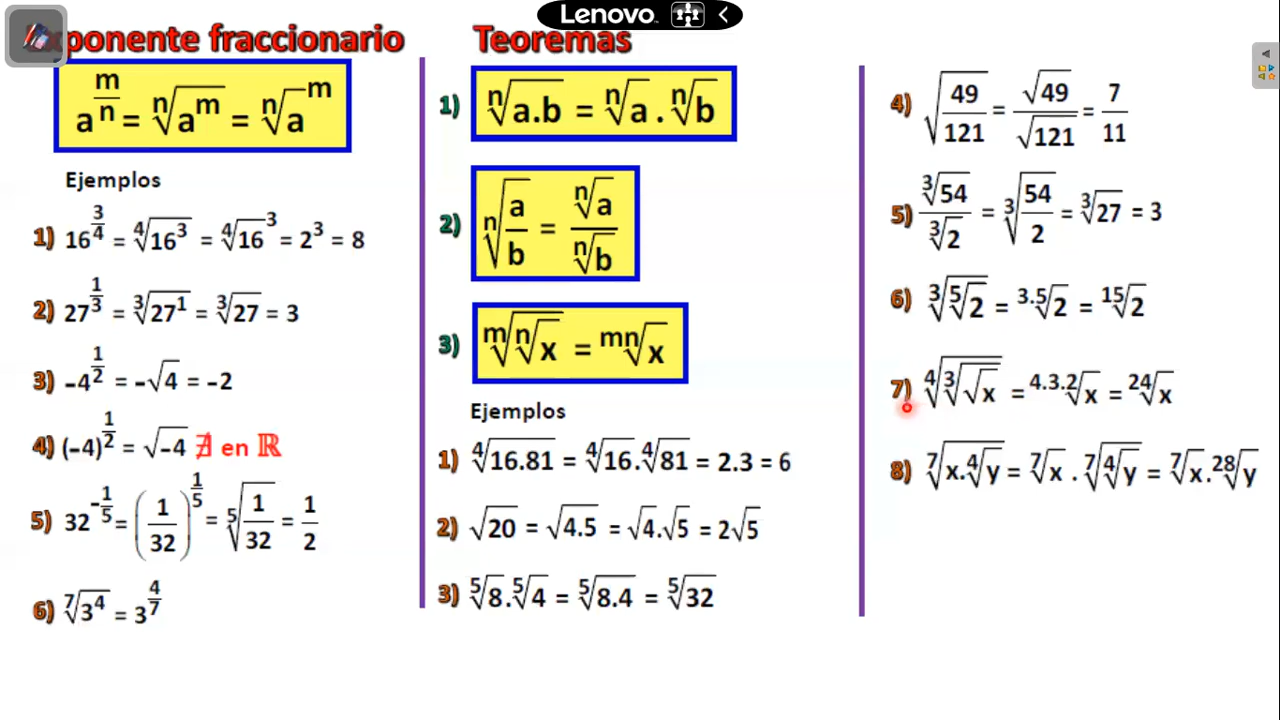 Lenovo
ponente fraccionario
a^(m/n) = ⁿ√(a^m) = ⁿ√a^m
Ejemplos
1) 16^(3/4) = ⁴√(16³) = ⁴√16³ = 2³ = 8
2) 27^(1/3) = ³√(27¹) = ³√27 = 3
3) -4^(1/2) = -√4 = -2
4) (-4)^(1/2) = √-4 ∄ en ℝ
5) 32^(-1/5) = (1/32)^(1/5) = ⁵√(1/32) = 1/2
6) ⁷√(3⁴) = 3^(4/7)
Teoremas
1) ⁿ√(a.b) = ⁿ√a . ⁿ√b
2) ⁿ√(a/b) = ⁿ√a / ⁿ√b
3) ᵐ√(ⁿ√x) = ᵐⁿ√x
Ejemplos
1) ⁴√(16.81) = ⁴√16.⁴√81 = 2.3 = 6
2) √20 = √(4.5) = √4.√5 = 2√5
3) ⁵√8.⁵√4 = ⁵√(8.4) = ⁵√32
4) √(49/121) = √49/√121 = 7/11
5) ³√54/³√2 = ³√(54/2) = ³√27 = 3
6) ³√(⁵√2) = ³·⁵√2 = ¹⁵√2
7) ⁴√(³√(√x)) = ⁴·³·²√x = ²⁴√x
8) ⁷√(x.⁴√y) = ⁷√x . ⁷√(⁴√y) = ⁷√x.²⁸√y